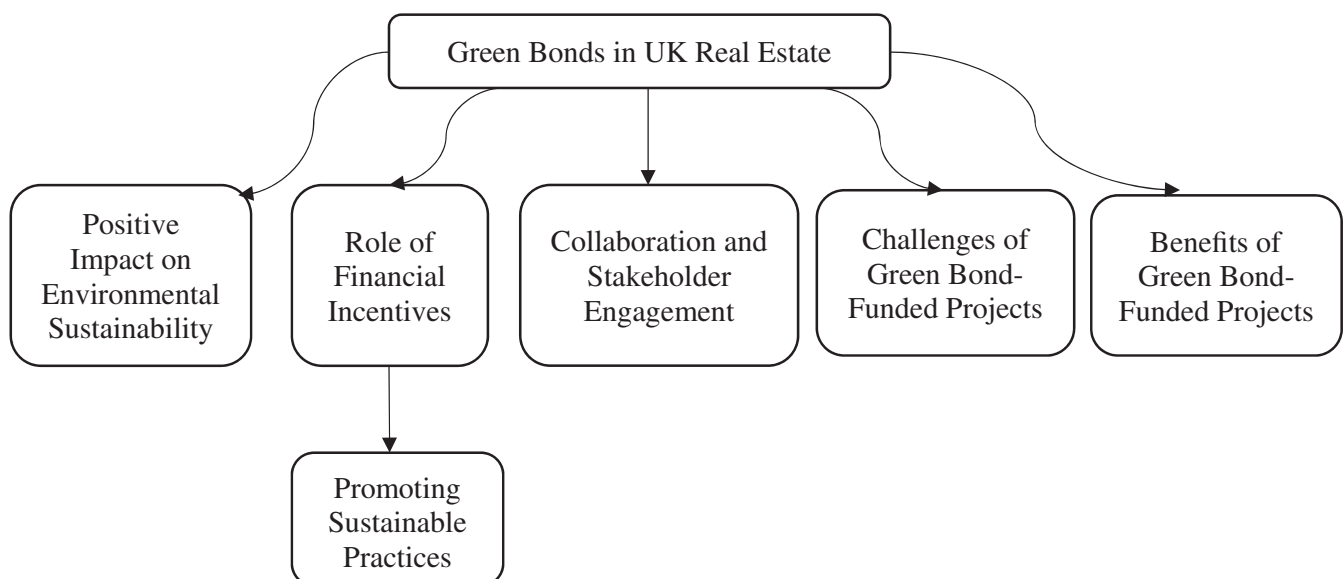 Green Bonds in UK Real Estate
Positive
Impact on
Environmental
Sustainability
Role of
Financial
Incentives
Collaboration and
Stakeholder
Engagement
Challenges of
Green Bond-
Funded Projects
Benefits of
Green Bond-
Funded Projects
Promoting
Sustainable
Practices